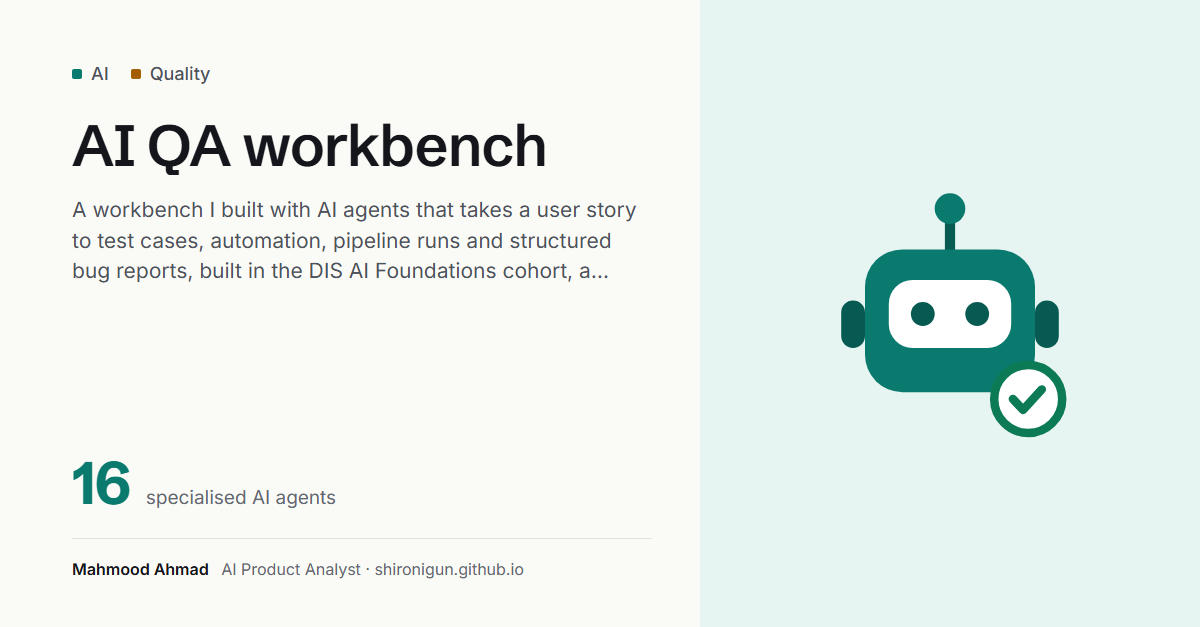 AI Quality
AI QA workbench
A workbench I built with AI agents that takes a user story
to test cases, automation, pipeline runs and structured
bug reports, built in the DIS AI Foundations cohort, a…
16 specialised AI agents
Mahmood Ahmad AI Product Analyst · shironigun.github.io